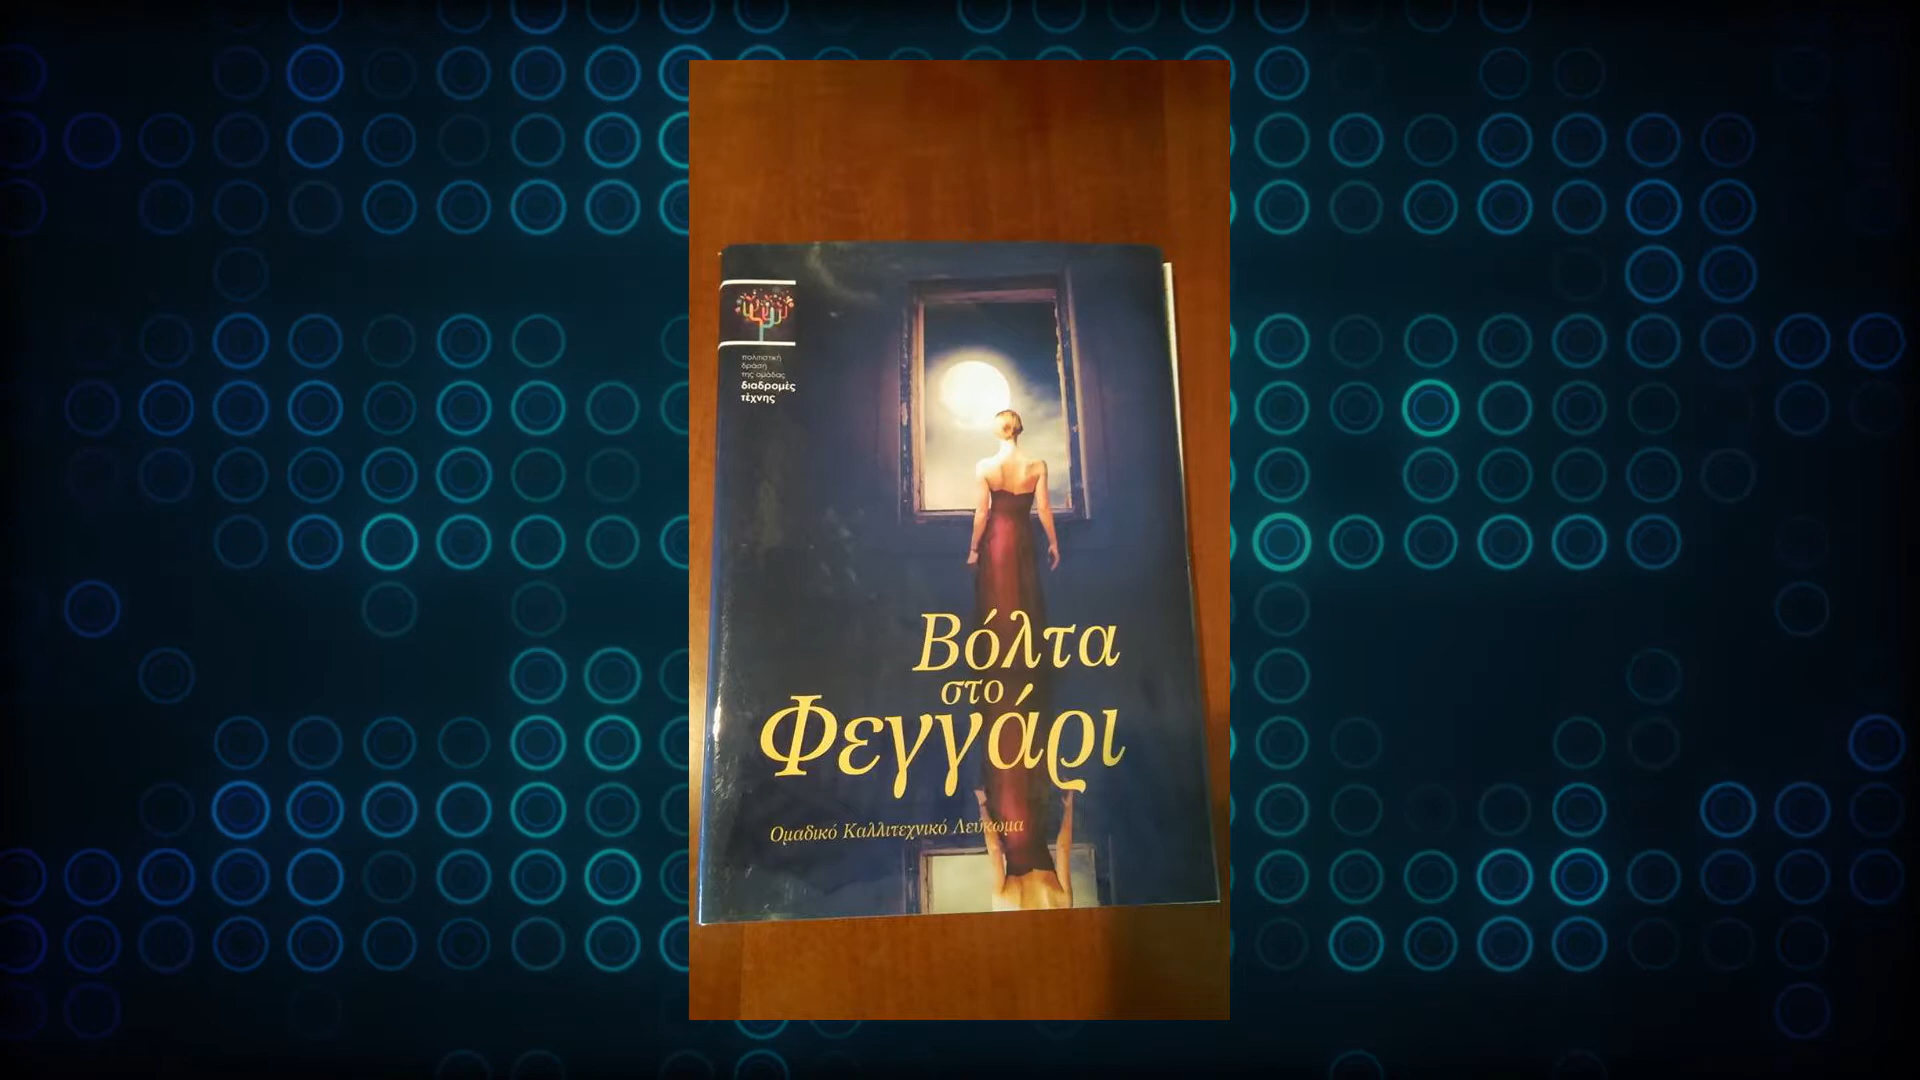 πολιτιστική
δράση
της ομάδας
διαδρομές
τέχνης
Βόλτα
στο
Φεγγάρι
Ομαδικό Καλλιτεχνικό Λεύκωμα